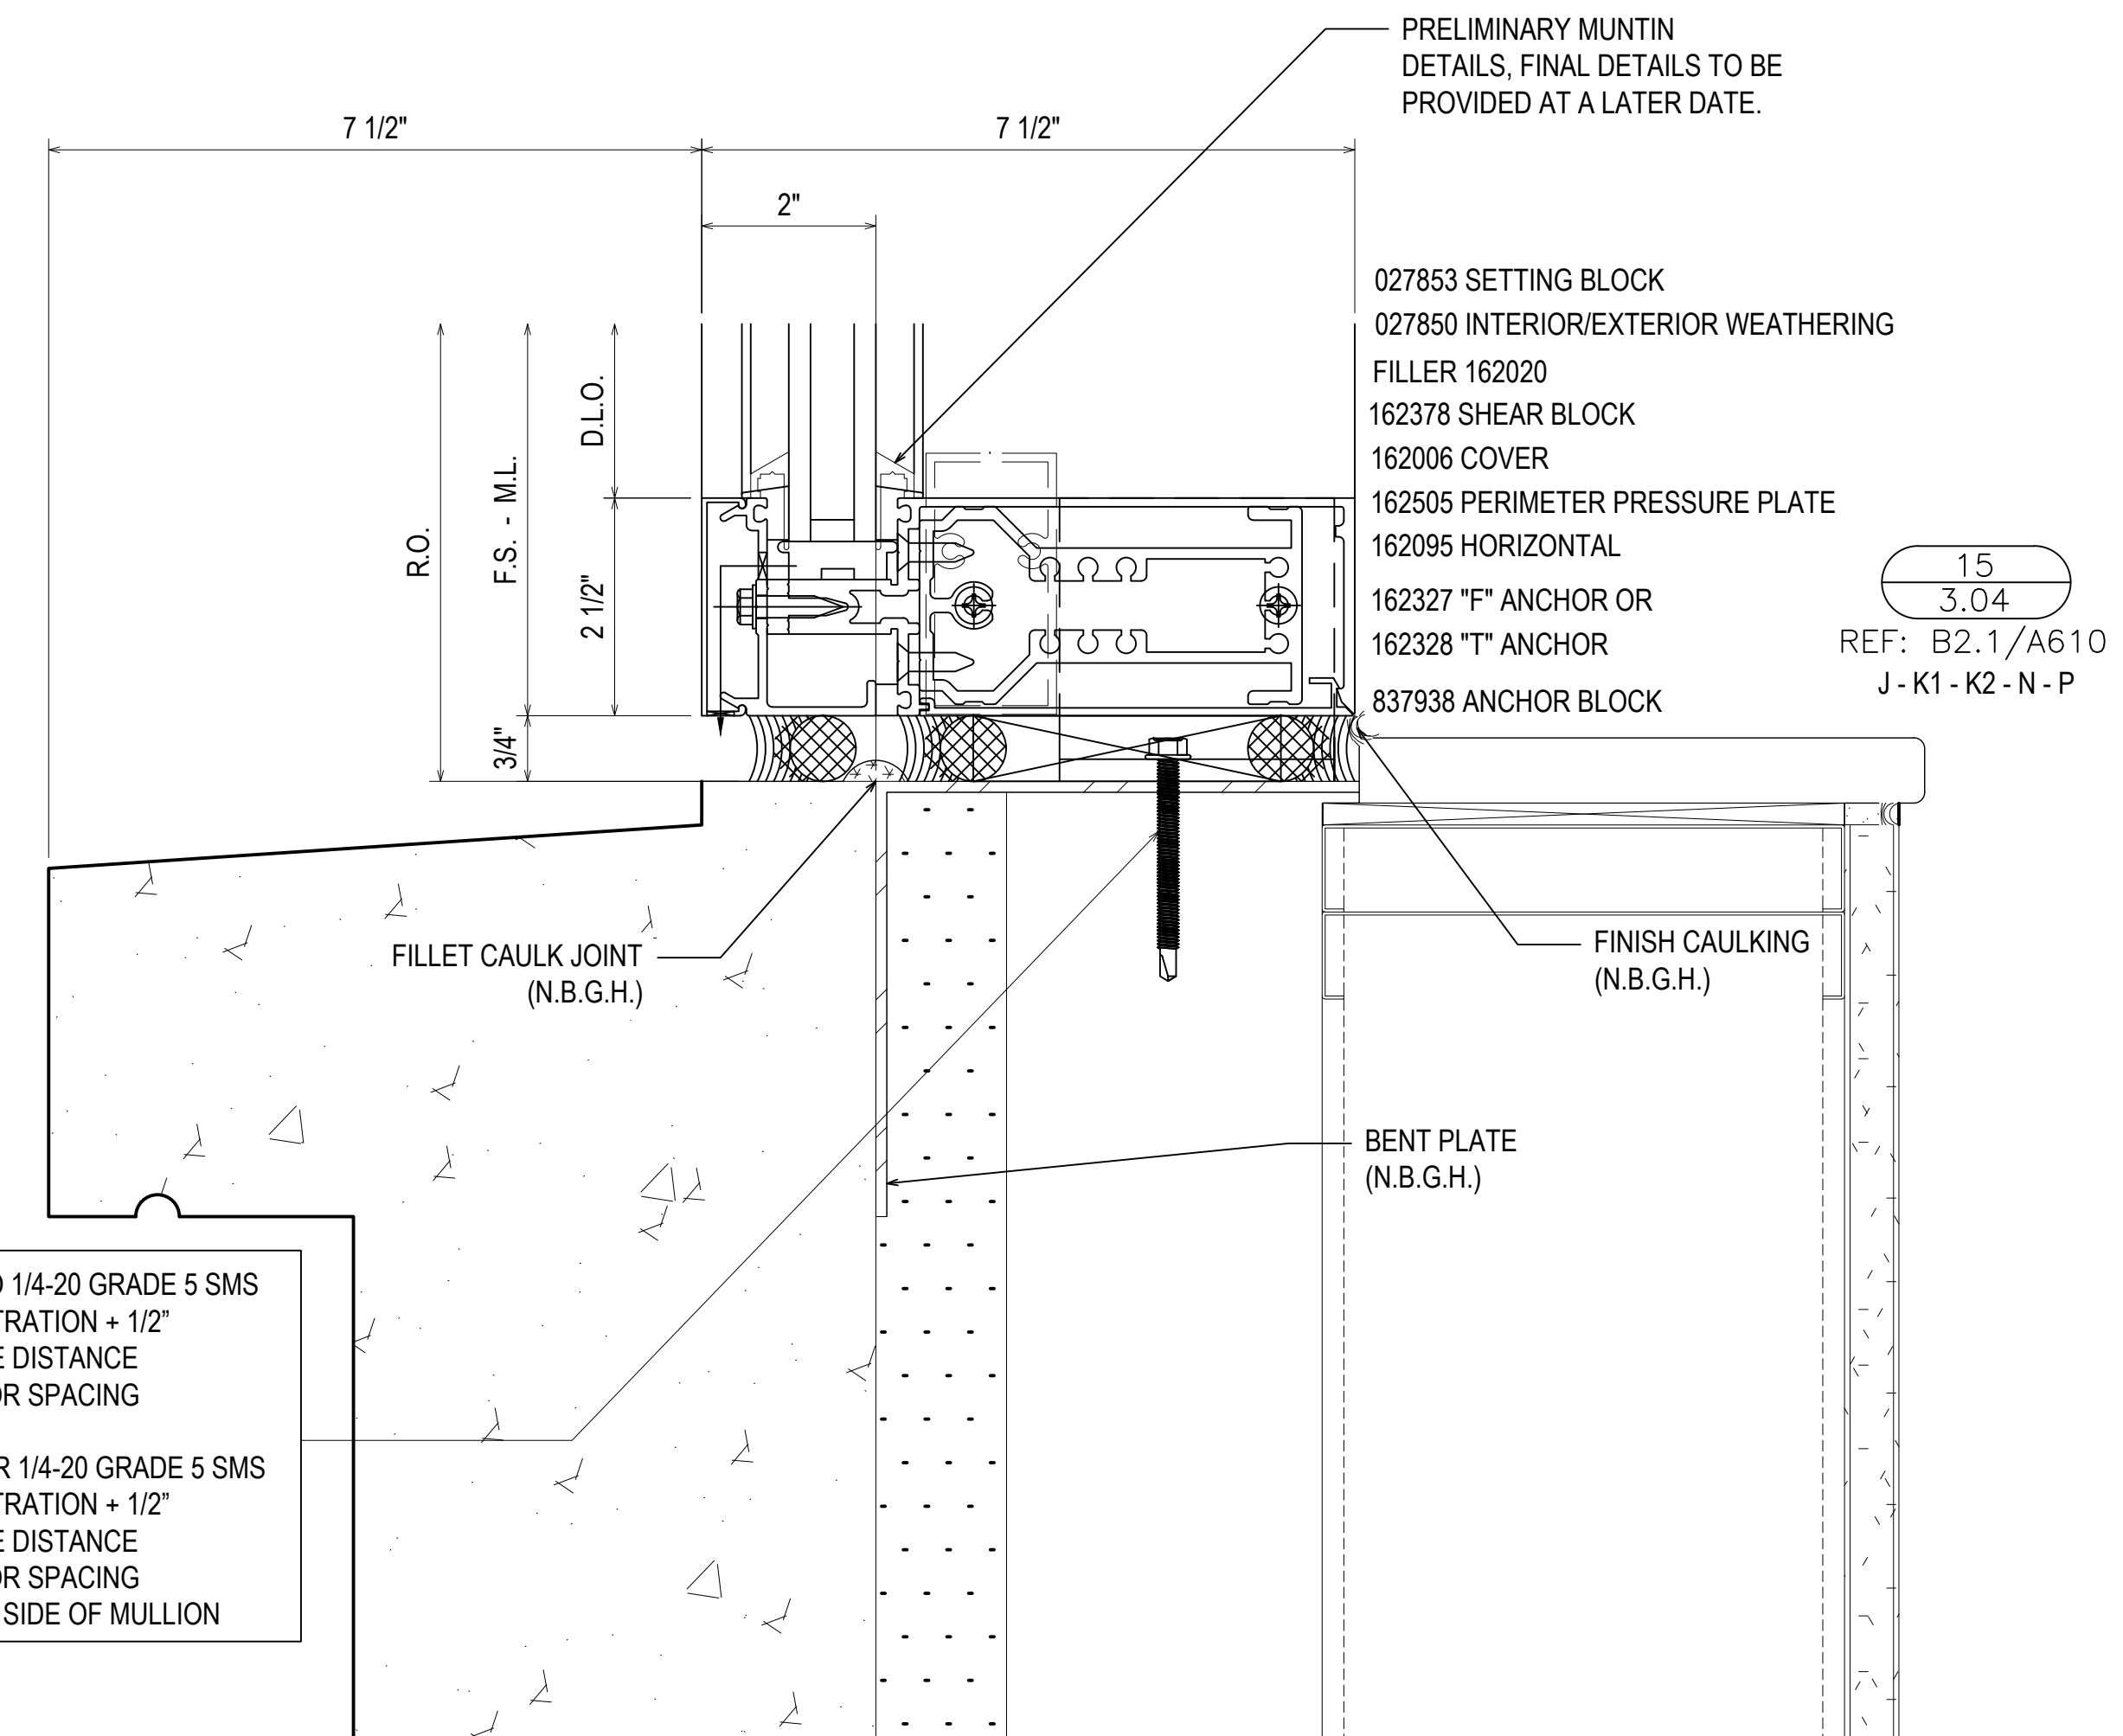 PRELIMINARY MUNTIN
DETAILS, FINAL DETAILS TO BE
PROVIDED AT A LATER DATE.
7 1/2"
7 1/2"
2"
027853 SETTING BLOCK
027850 INTERIOR/EXTERIOR WEATHERING
FILLER 162020
162378 SHEAR BLOCK
162006 COVER
162505 PERIMETER PRESSURE PLATE
162095 HORIZONTAL
162327 "F" ANCHOR OR
162328 "T" ANCHOR
837938 ANCHOR BLOCK
15
3.04
REF: B2.1/A610
J - K1 - K2 - N - P
R.O.
F.S. - M.L.
D.L.O.
2 1/2"
3/4"
FILLET CAULK JOINT
(N.B.G.H.)
FINISH CAULKING
(N.B.G.H.)
BENT PLATE
(N.B.G.H.)
1/4-20 GRADE 5 SMS
+ 1/2”
DISTANCE
SPACING
1/4-20 GRADE 5 SMS
+ 1/2”
DISTANCE
SPACING
SIDE OF MULLION